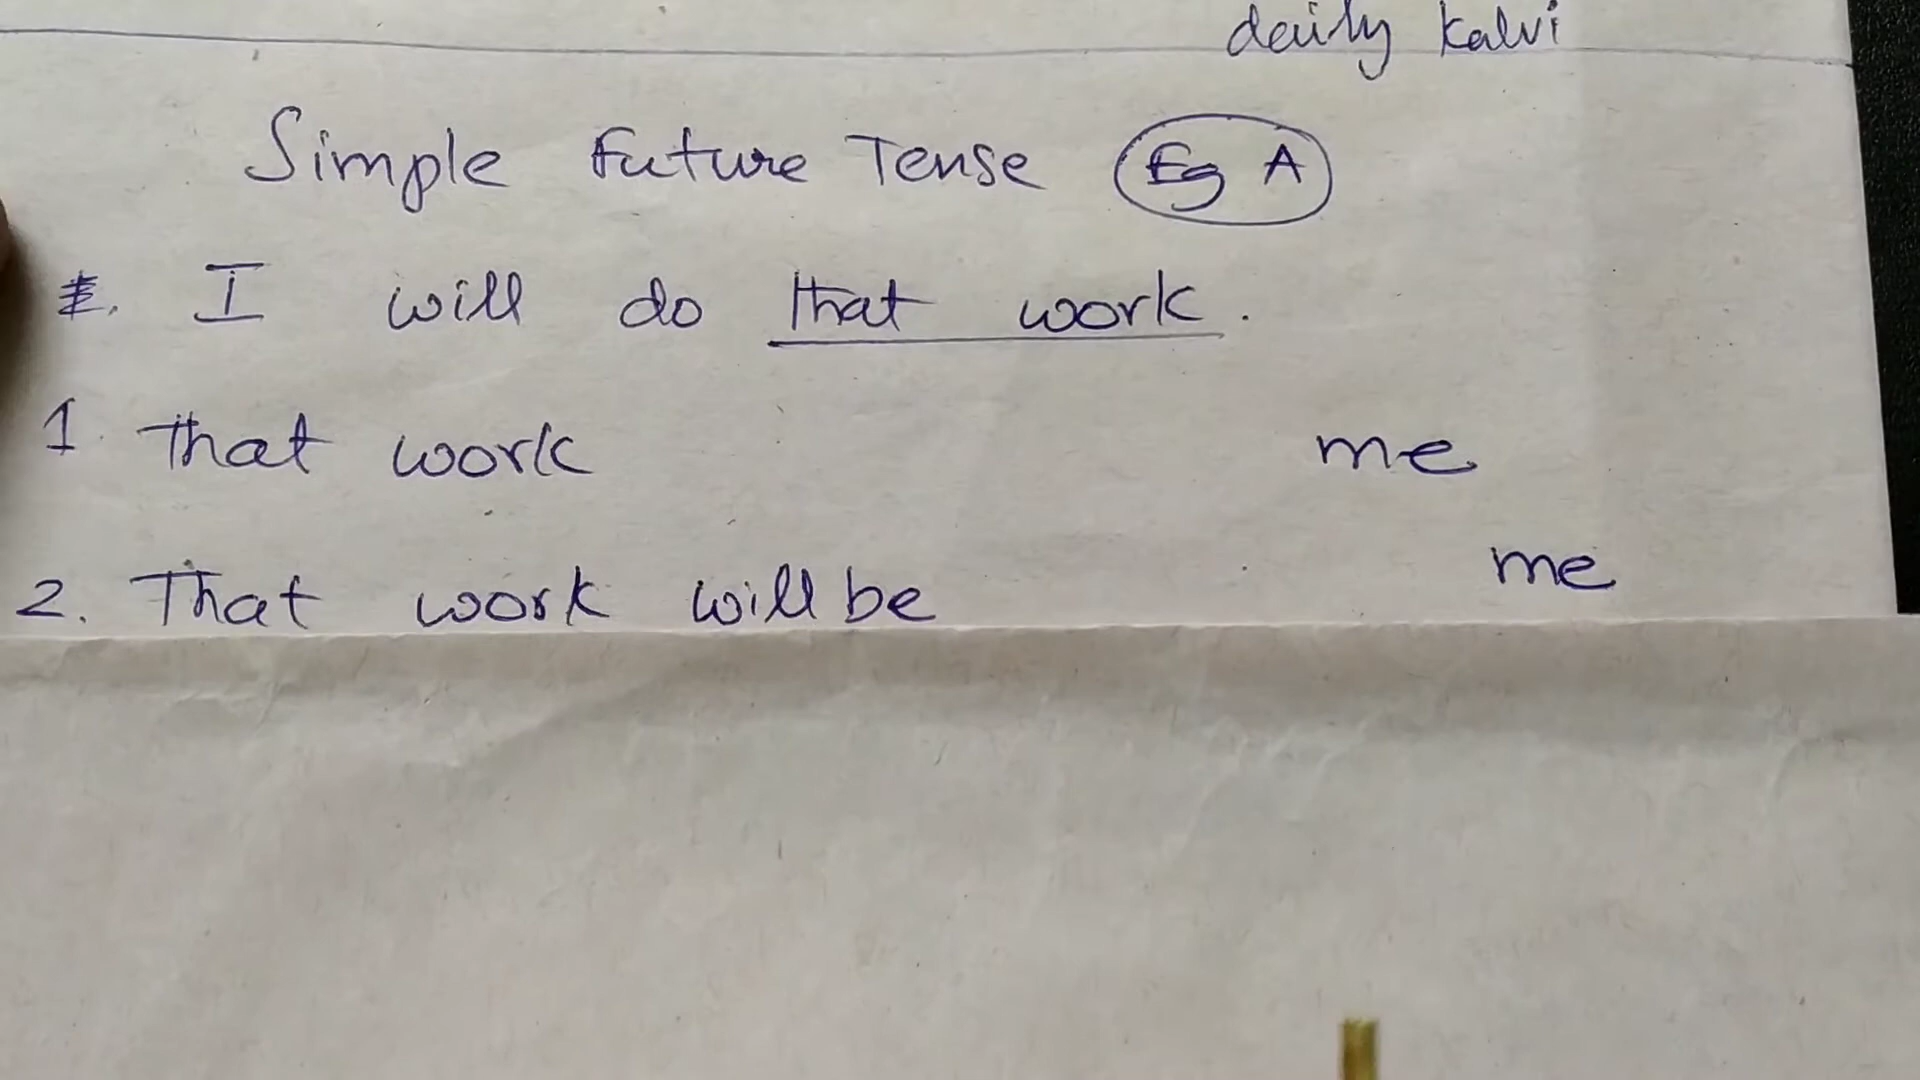 daily kalvi
Simple Future Tense Eg A
I will do that work.
1. That work me
2. That work will be me